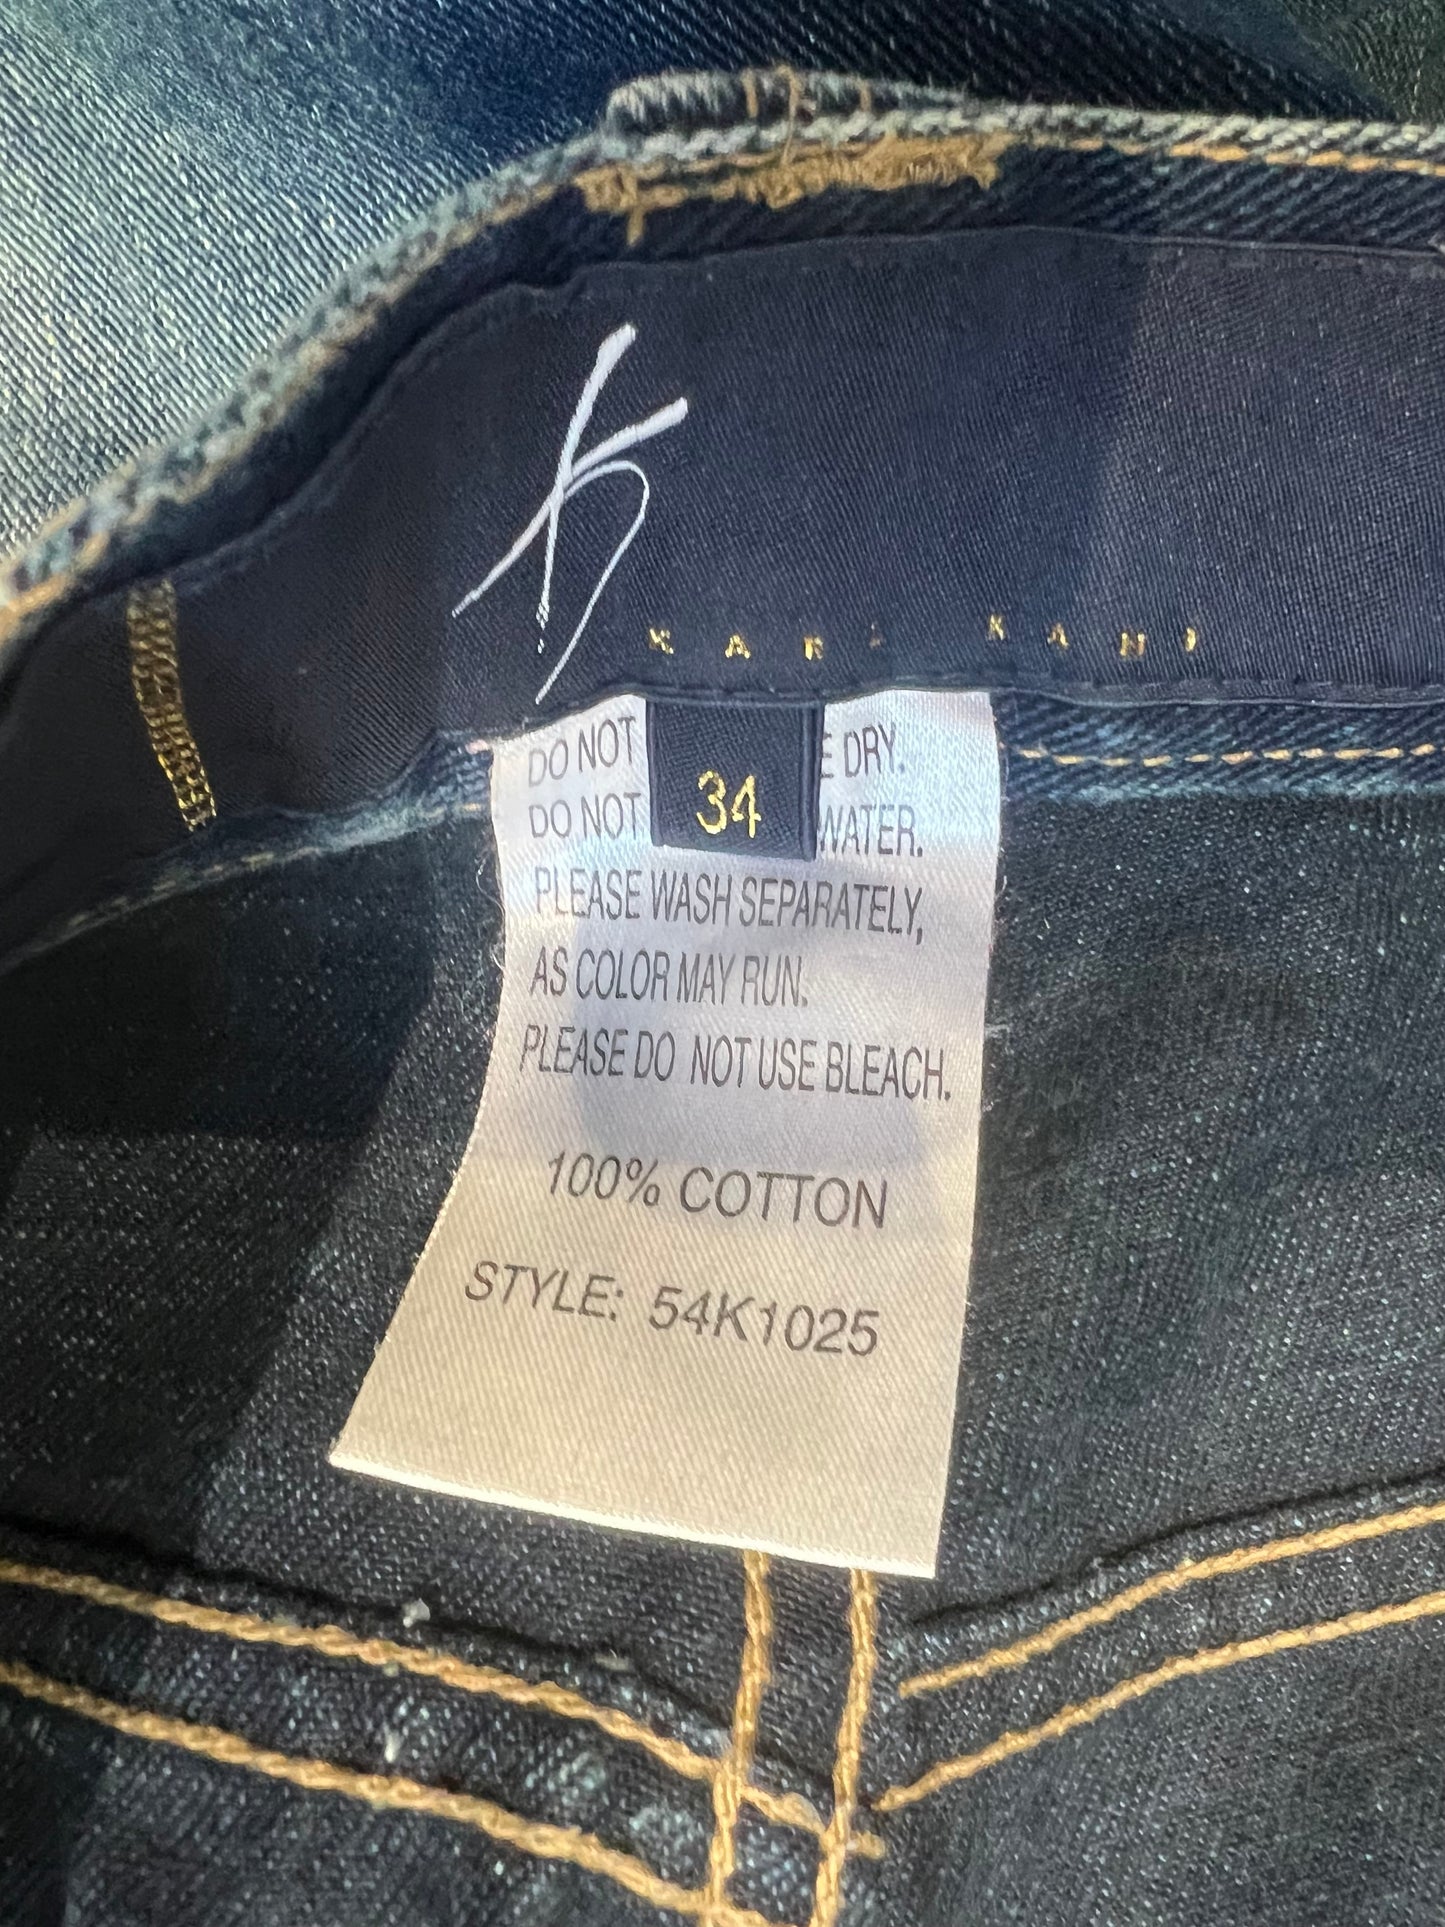 K
KARL KANI
DO NOT E DRY.
34
DO NOT WATER.
PLEASE WASH SEPARATELY,
AS COLOR MAY RUN.
PLEASE DO NOT USE BLEACH.
100% COTTON
STYLE: 54K1025